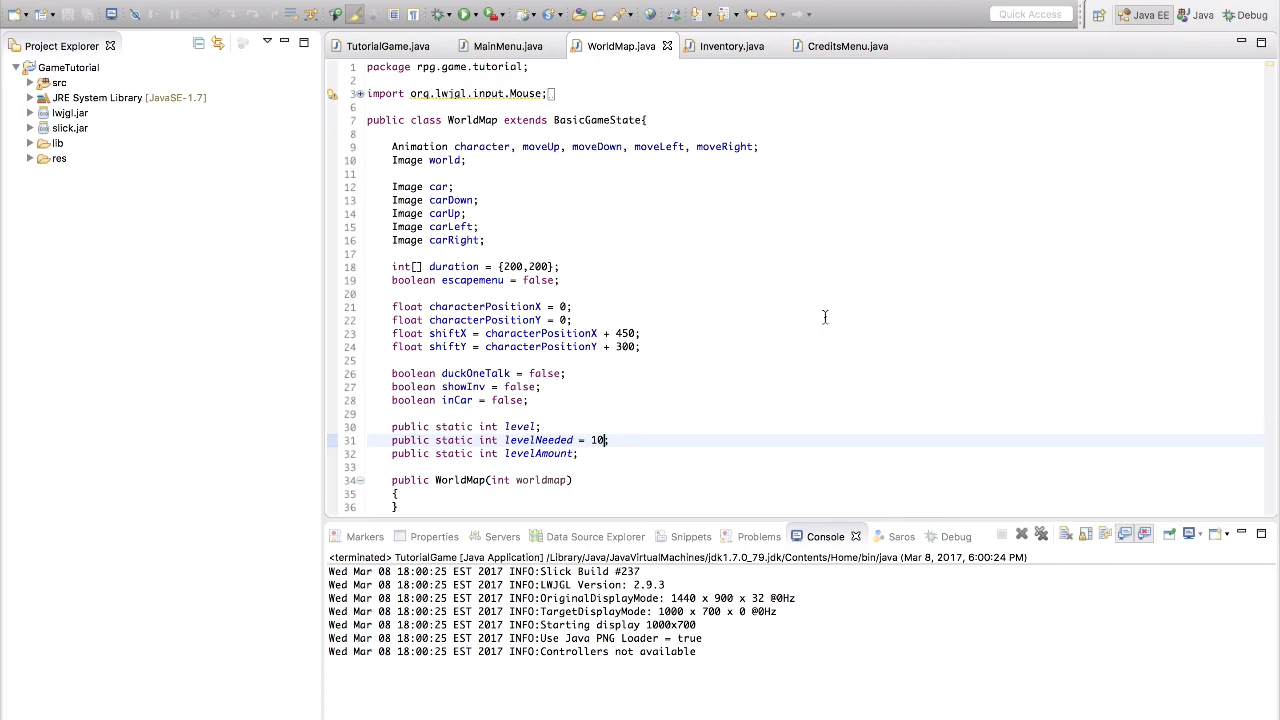 Quick Access
Java EE
Java
Debug
Project Explorer
GameTutorial
src
JRE System Library [JavaSE-1.7]
lwjgl.jar
slick.jar
lib
res
TutorialGame.java
MainMenu.java
WorldMap.java
Inventory.java
CreditsMenu.java
1 package rpg.game.tutorial;
2
3 import org.lwjgl.input.Mouse;
6
7 public class WorldMap extends BasicGameState{
8
9 Animation character, moveUp, moveDown, moveLeft, moveRight;
10 Image world;
11
12 Image car;
13 Image carDown;
14 Image carUp;
15 Image carLeft;
16 Image carRight;
17
18 int[] duration = {200,200};
19 boolean escapemenu = false;
20
21 float characterPositionX = 0;
22 float characterPositionY = 0;
23 float shiftX = characterPositionX + 450;
24 float shiftY = characterPositionY + 300;
25
26 boolean duckOneTalk = false;
27 boolean showInv = false;
28 boolean inCar = false;
29
30 public static int level;
31 public static int levelNeeded = 10;
32 public static int levelAmount;
33
34 public WorldMap(int worldmap)
35 {
36 }
Markers
Properties
Servers
Data Source Explorer
Snippets
Problems
Console
Saros
Debug
<terminated> TutorialGame [Java Application] /Library/Java/JavaVirtualMachines/jdk1.7.0_79.jdk/Contents/Home/bin/java (Mar 8, 2017, 6:00:24 PM)
Wed Mar 08 18:00:25 EST 2017 INFO:Slick Build #237
Wed Mar 08 18:00:25 EST 2017 INFO:LWJGL Version: 2.9.3
Wed Mar 08 18:00:25 EST 2017 INFO:OriginalDisplayMode: 1440 x 900 x 32 @0Hz
Wed Mar 08 18:00:25 EST 2017 INFO:TargetDisplayMode: 1000 x 700 x 0 @0Hz
Wed Mar 08 18:00:25 EST 2017 INFO:Starting display 1000x700
Wed Mar 08 18:00:25 EST 2017 INFO:Use Java PNG Loader = true
Wed Mar 08 18:00:25 EST 2017 INFO:Controllers not available